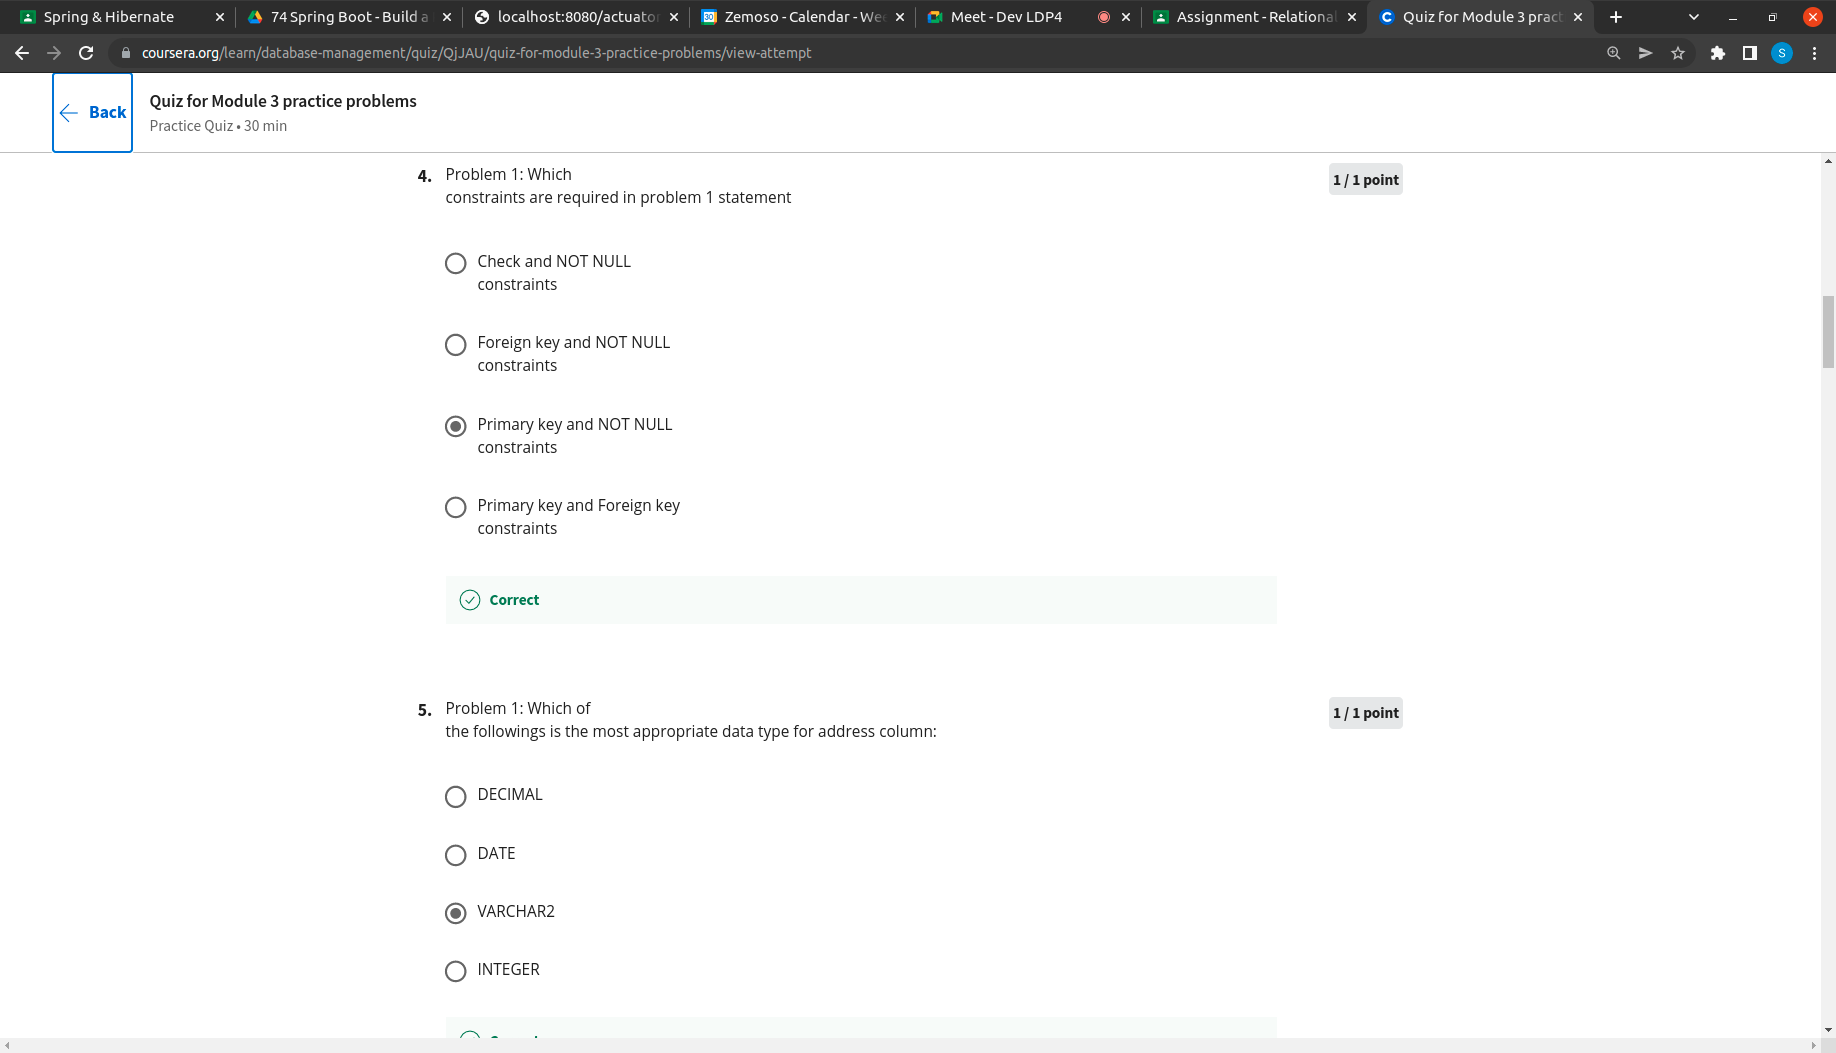 Spring & Hibernate
74 Spring Boot - Build a
localhost:8080/actuator
30
Zemoso - Calendar - Wee
Meet - Dev LDP4
Assignment - Relational
C
Quiz for Module 3 pract
coursera.org/learn/database-management/quiz/QjJAU/quiz-for-module-3-practice-problems/view-attempt
S
Back
Quiz for Module 3 practice problems
Practice Quiz • 30 min
4. Problem 1: Which
constraints are required in problem 1 statement
1 / 1 point
Check and NOT NULL
constraints
Foreign key and NOT NULL
constraints
Primary key and NOT NULL
constraints
Primary key and Foreign key
constraints
Correct
5. Problem 1: Which of
the followings is the most appropriate data type for address column:
1 / 1 point
DECIMAL
DATE
VARCHAR2
INTEGER